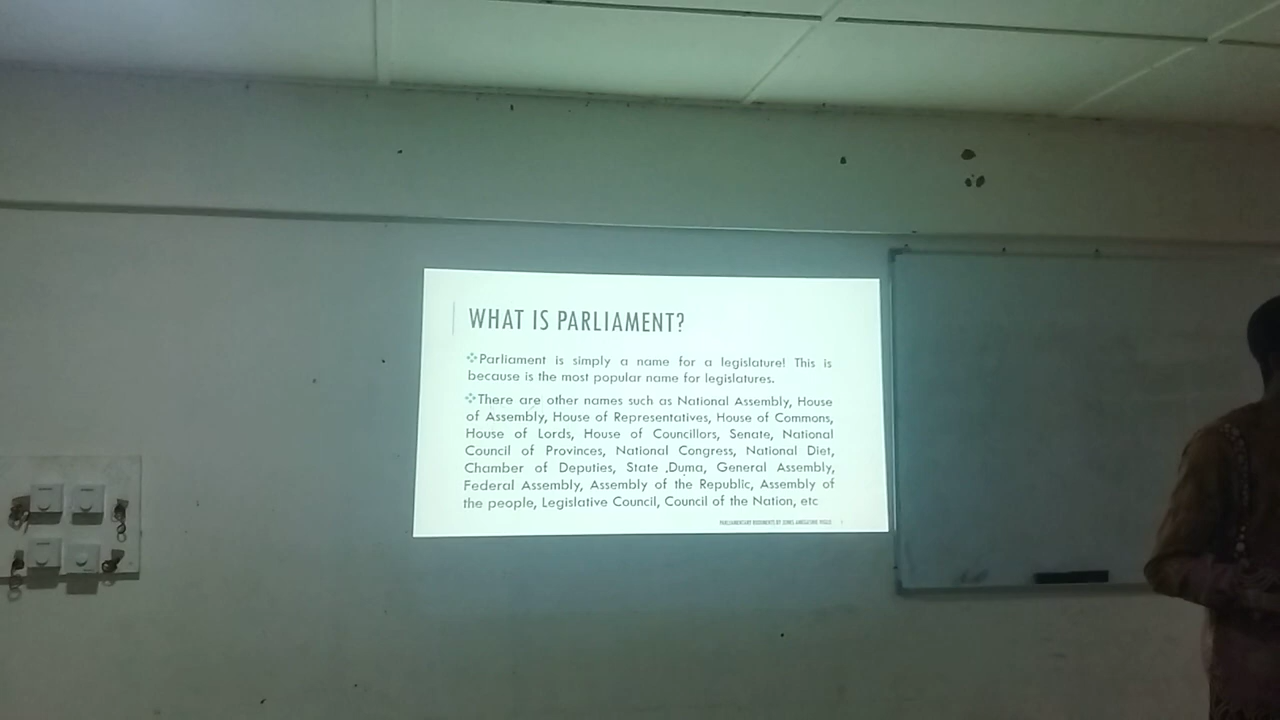 WHAT IS PARLIAMENT?
Parliament is simply a name for a legislature! This is
because is the most popular name for legislatures.
There are other names such as National Assembly, House
of Assembly, House of Representatives, House of Commons,
House of Lords, House of Councillors, Senate, National
Council of Provinces, National Congress, National Diet,
Chamber of Deputies, State Duma, General Assembly,
Federal Assembly, Assembly of the Republic, Assembly of
the people, Legislative Council, Council of the Nation, etc
PARLIAMENTARY RUDIMENTS BY